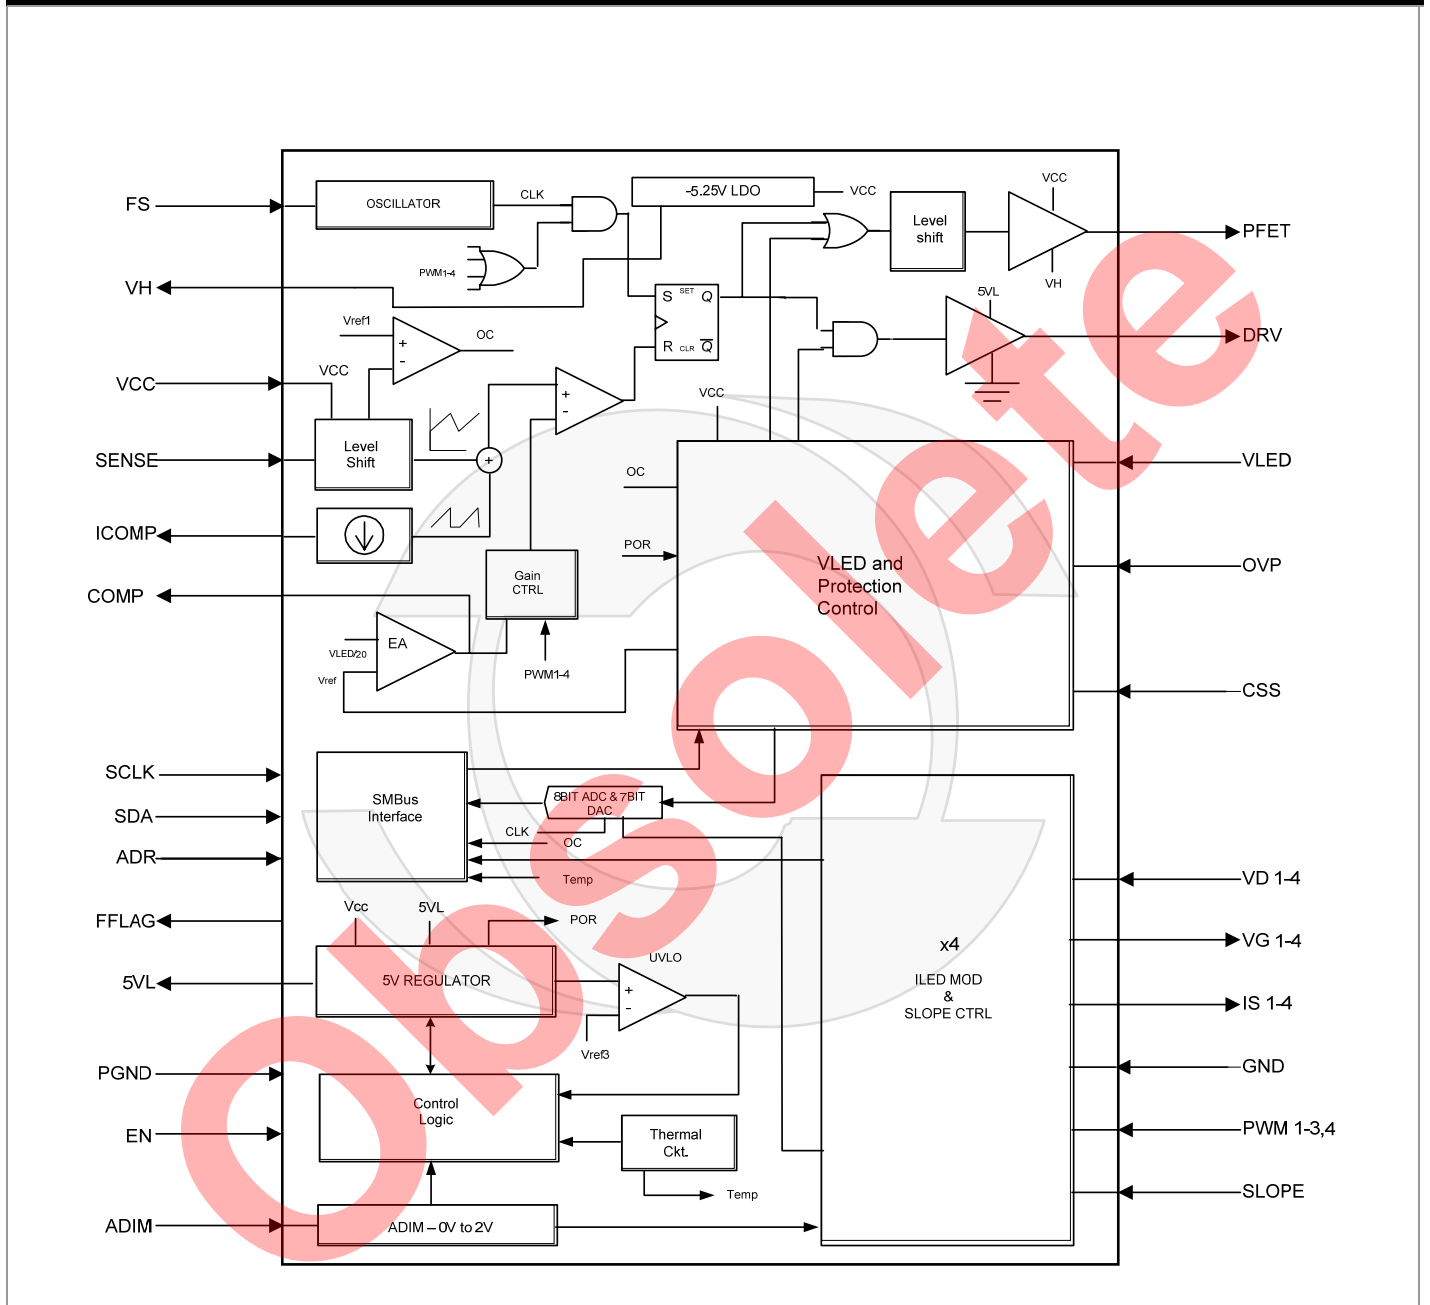 FS
OSCILLATOR
CLK
-5.25V LDO
VCC
VCC
Level
shift
PFET
PWM1-4
VH
VH
S SET Q
R CLR Q
5VL
DRV
Vref1
+
-
OC
VCC
VCC
+
-
VCC
SENSE
Level
Shift
+
VLED
OC
ICOMP
POR
VLED and
Protection
Control
OVP
COMP
Gain
CTRL
EA
VLED/20
Vref
PWM1-4
CSS
SCLK
SDA
ADR
SMBus
Interface
8BIT ADC & 7BIT
DAC
CLK
OC
Temp
VD 1-4
FFLAG
Vcc
5VL
POR
x4
ILED MOD
&
SLOPE CTRL
VG 1-4
5VL
5V REGULATOR
UVLO
+
-
Vref3
IS 1-4
PGND
GND
Control
Logic
EN
Thermal
Ckt.
PWM 1-3,4
Temp
SLOPE
ADIM
ADIM – 0V to 2V
Obsolete